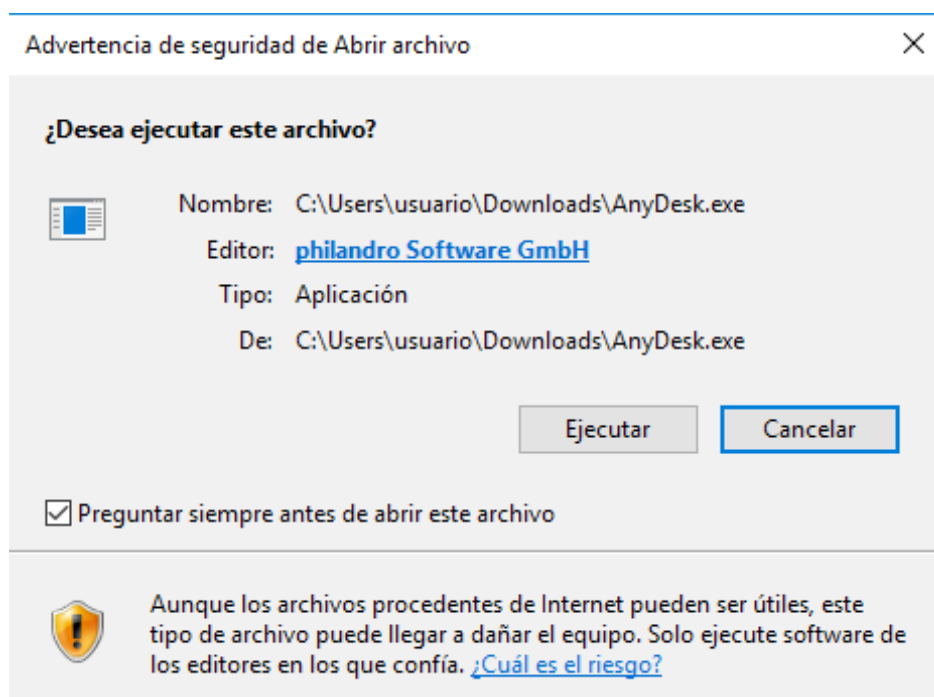 Advertencia de seguridad de Abrir archivo
¿Desea ejecutar este archivo?
Nombre: C:\Users\usuario\Downloads\AnyDesk.exe
Editor: philandro Software GmbH
Tipo: Aplicación
De: C:\Users\usuario\Downloads\AnyDesk.exe
Ejecutar Cancelar
Preguntar siempre antes de abrir este archivo
Aunque los archivos procedentes de Internet pueden ser útiles, este
tipo de archivo puede llegar a dañar el equipo. Solo ejecute software de
los editores en los que confía. ¿Cuál es el riesgo?